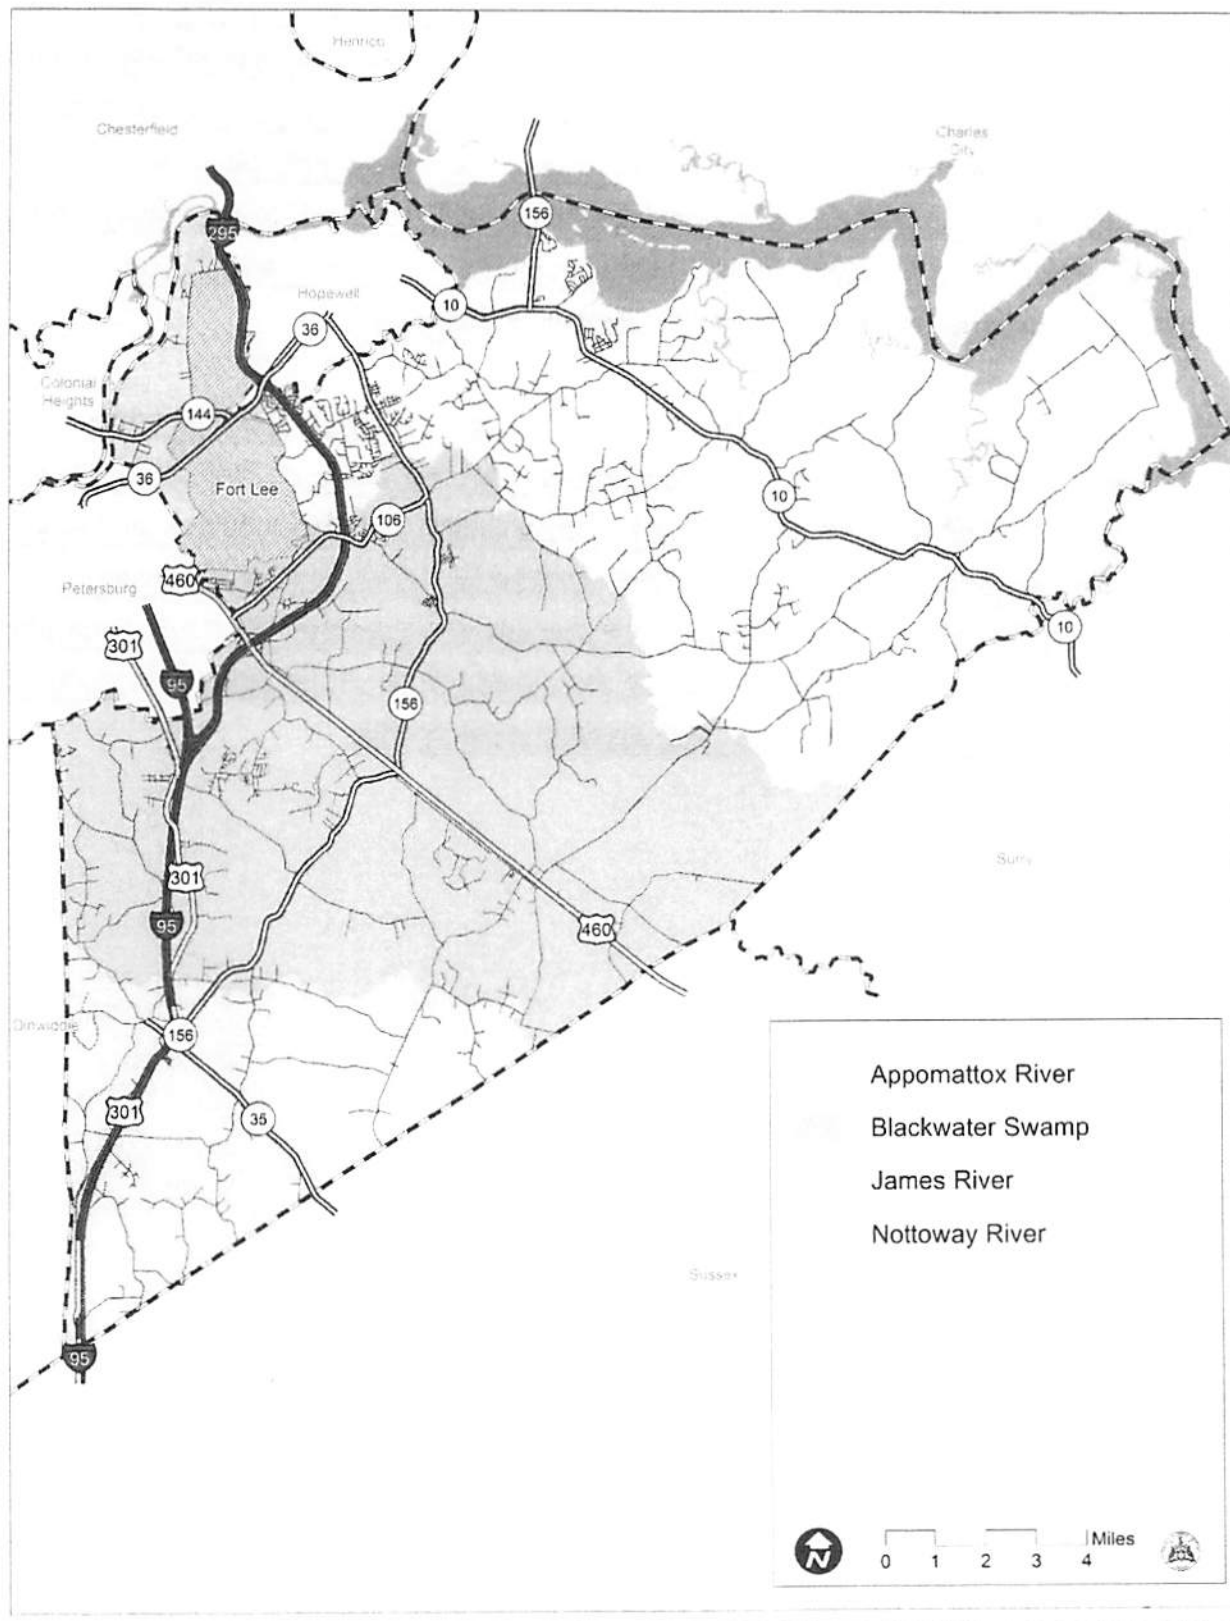 Henrico
Chesterfield
Charles
City
156
295
Hopewell
10
36
Colonial
Heights
144
36
Fort Lee
10
106
460
Petersburg
10
301
95
156
Surry
301
95
460
Dinwiddie
156
301
35
Sussex
95
Appomattox River
Blackwater Swamp
James River
Nottoway River
N
Miles
0 1 2 3 4